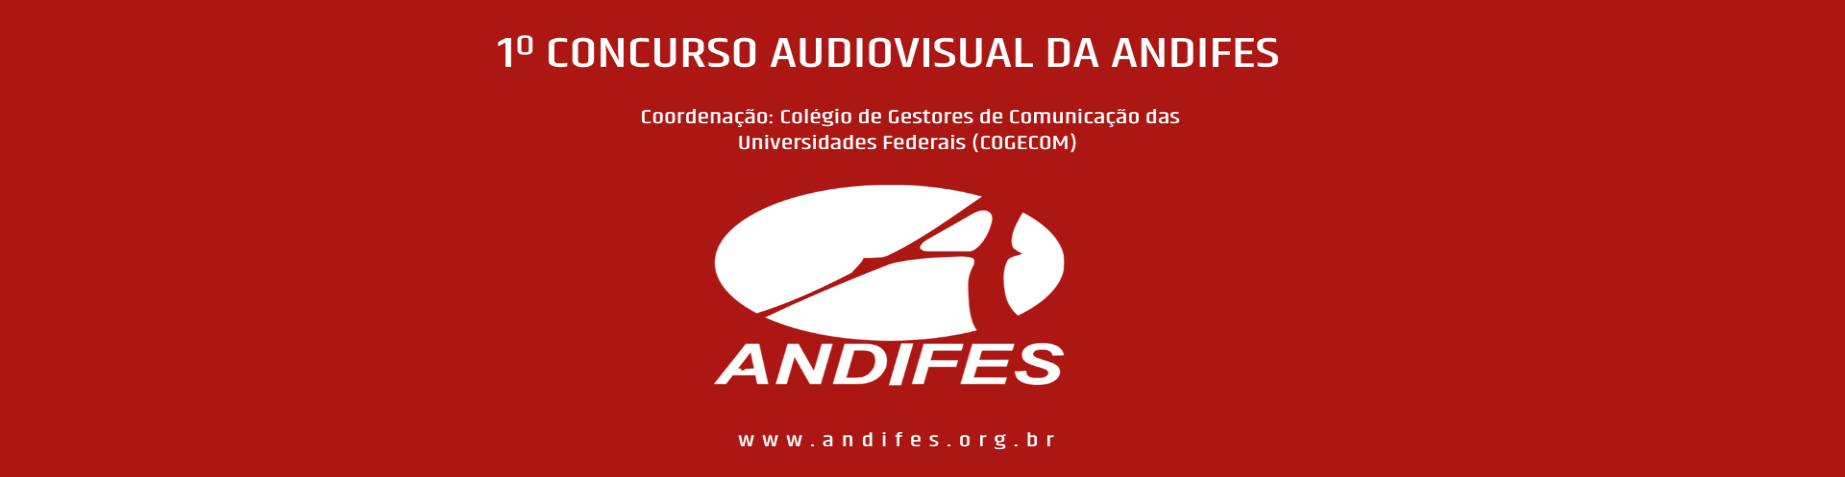 1º CONCURSO AUDIOVISUAL DA ANDIFES
Coordenação: Colégio de Gestores de Comunicação das
Universidades Federais (COGECOM)
ANDIFES
www.andifes.org.br